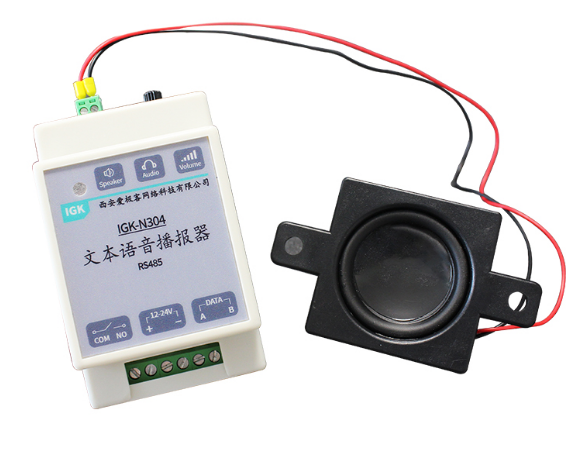 Speaker
Audio
Volume
西安爱极客网络科技有限公司
IGK
IGK-N304
文本语音播报器
RS485
COM NO
12-24V
+ −
DATA
A B